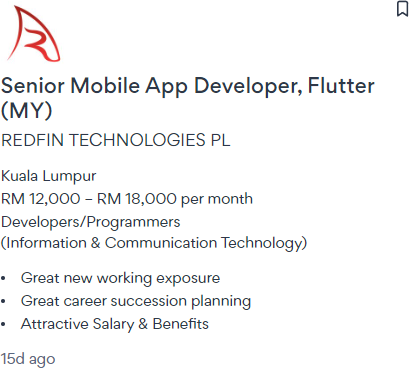 Senior Mobile App Developer, Flutter
(MY)
REDFIN TECHNOLOGIES PL
Kuala Lumpur
RM 12,000 – RM 18,000 per month
Developers/Programmers
(Information & Communication Technology)
• Great new working exposure
• Great career succession planning
• Attractive Salary & Benefits
15d ago